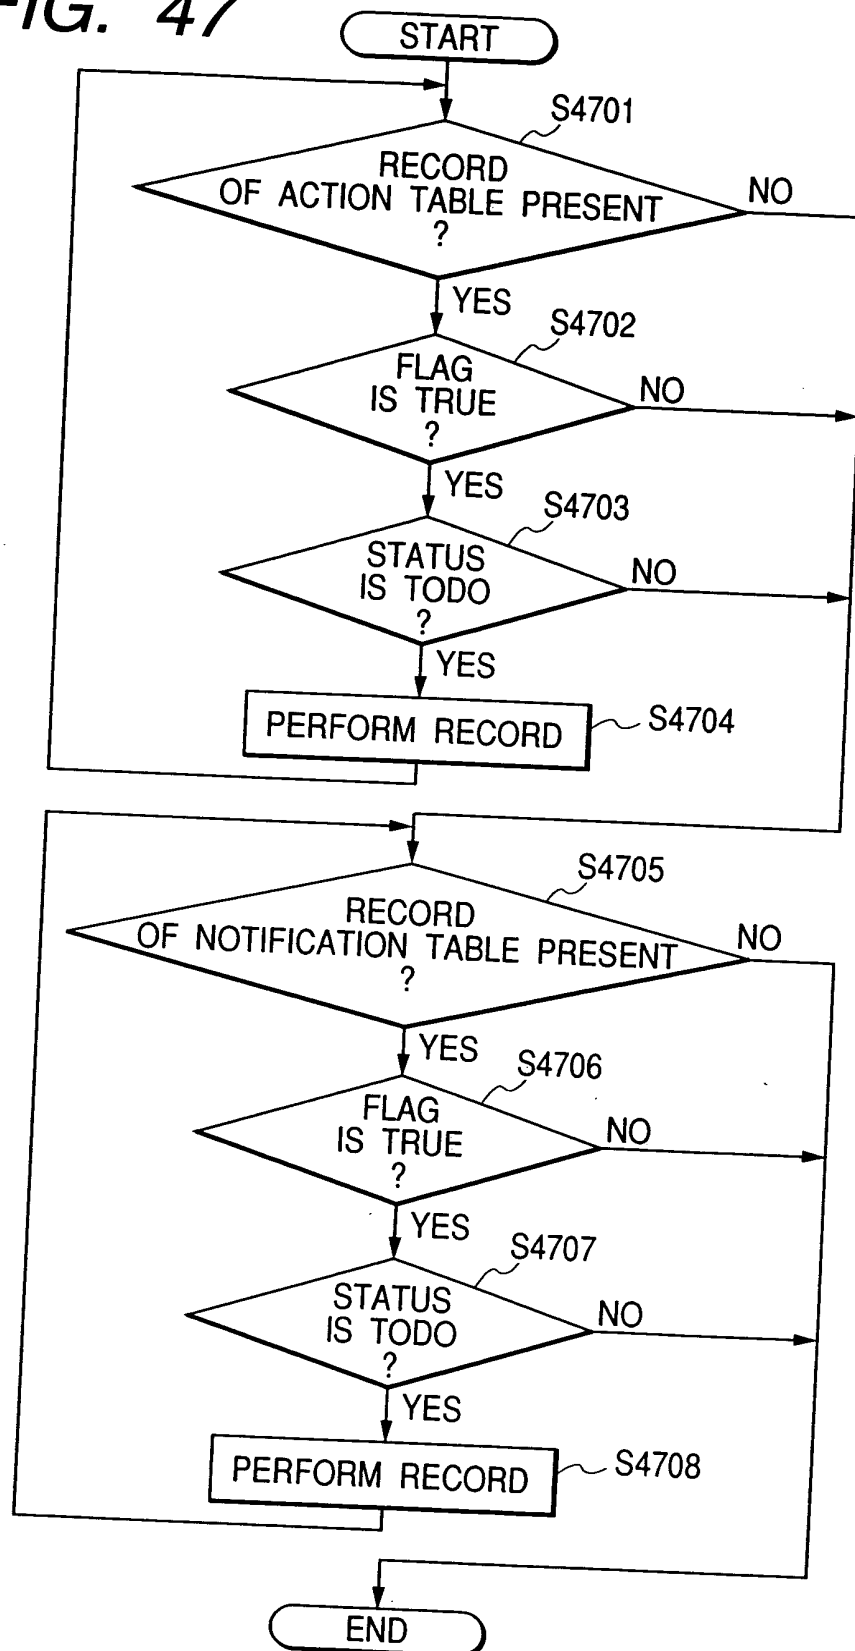 FIG. 47
START
S4701
RECORD
OF ACTION TABLE PRESENT
?
NO
YES
S4702
FLAG
IS TRUE
?
NO
YES
S4703
STATUS
IS TODO
?
NO
YES
PERFORM RECORD
S4704
S4705
RECORD
OF NOTIFICATION TABLE PRESENT
?
NO
YES
S4706
FLAG
IS TRUE
?
NO
YES
S4707
STATUS
IS TODO
?
NO
YES
PERFORM RECORD
S4708
END